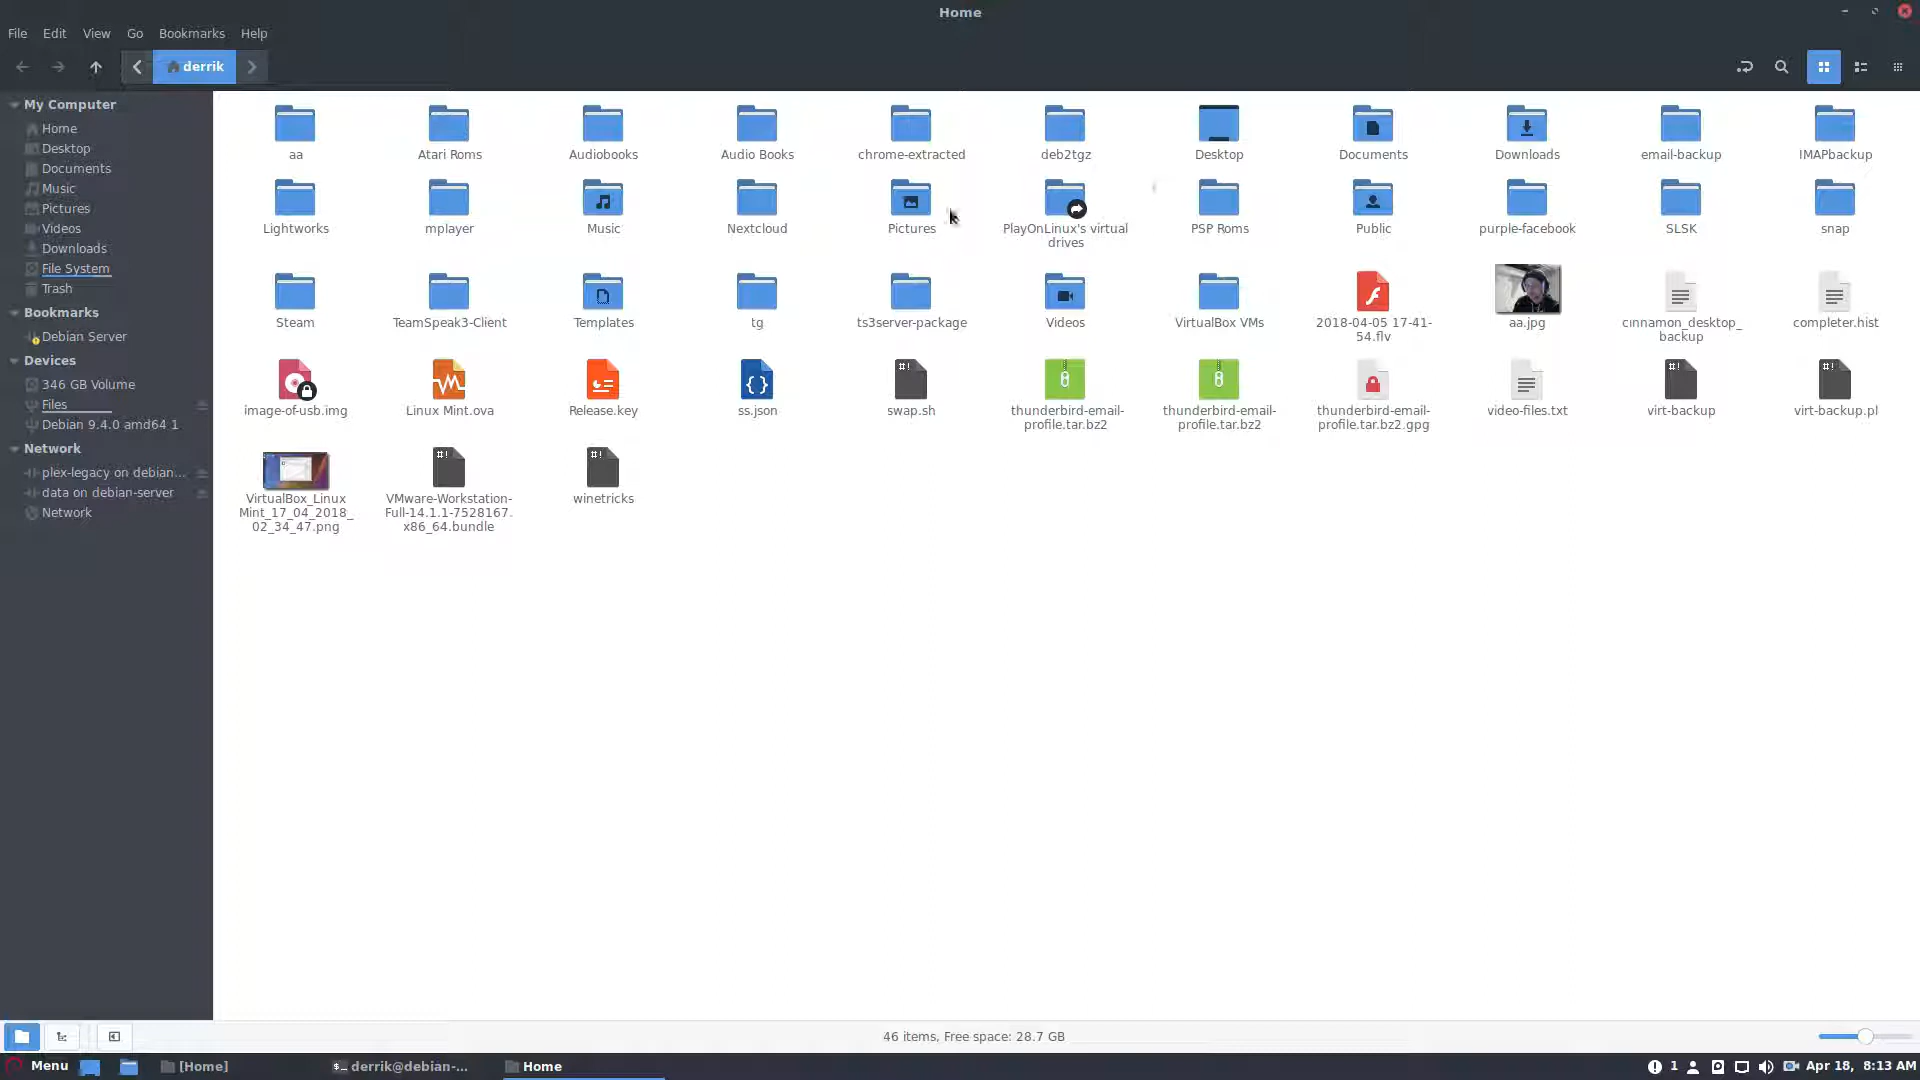 Home
File Edit View Go Bookmarks Help
derrik
My Computer
Home
Desktop
Documents
Music
Pictures
Videos
Downloads
File System
Trash
Bookmarks
Debian Server
Devices
346 GB Volume
Files
Debian 9.4.0 amd64 1
Network
plex-legacy on debian...
data on debian-server
Network
aa Atari Roms Audiobooks Audio Books chrome-extracted deb2tgz Desktop Documents Downloads email-backup IMAPbackup
Lightworks mplayer Music Nextcloud Pictures PlayOnLinux's virtual PSP Roms Public purple-facebook SLSK snap
drives
Steam TeamSpeak3-Client Templates tg ts3server-package Videos VirtualBox VMs 2018-04-05 17-41- aa.jpg cinnamon_desktop_ completer.hist
54.flv backup
image-of-usb.img Linux Mint.ova Release.key ss.json swap.sh thunderbird-email- thunderbird-email- thunderbird-email- video-files.txt virt-backup virt-backup.pl
profile.tar.bz2 profile.tar.bz2 profile.tar.bz2.gpg
VirtualBox_Linux VMware-Workstation- winetricks
Mint_17_04_2018_ Full-14.1.1-7528167.
02_34_47.png x86_64.bundle
46 items, Free space: 28.7 GB
Menu [Home] derrik@debian-... Home 1 Apr 18, 8:13 AM